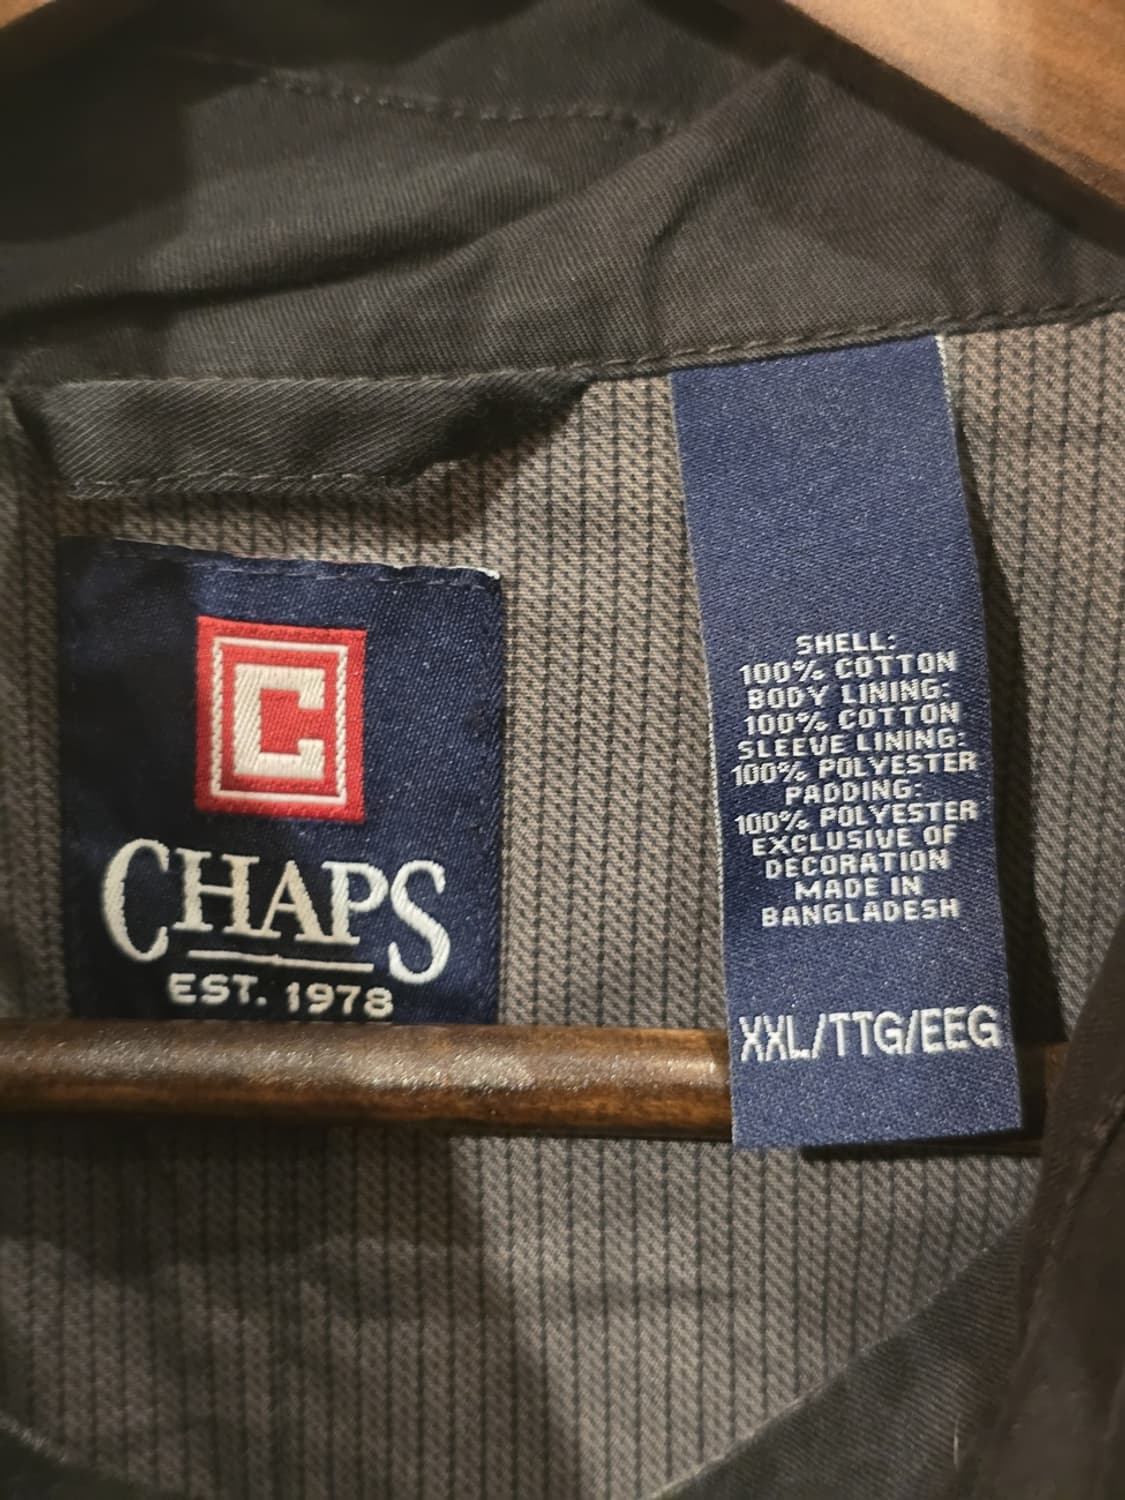 C
CHAPS
EST. 1978
SHELL:
100% COTTON
BODY LINING:
100% COTTON
SLEEVE LINING:
100% POLYESTER
PADDING:
100% POLYESTER
EXCLUSIVE OF
DECORATION
MADE IN
BANGLADESH
XXL/TTG/EEG